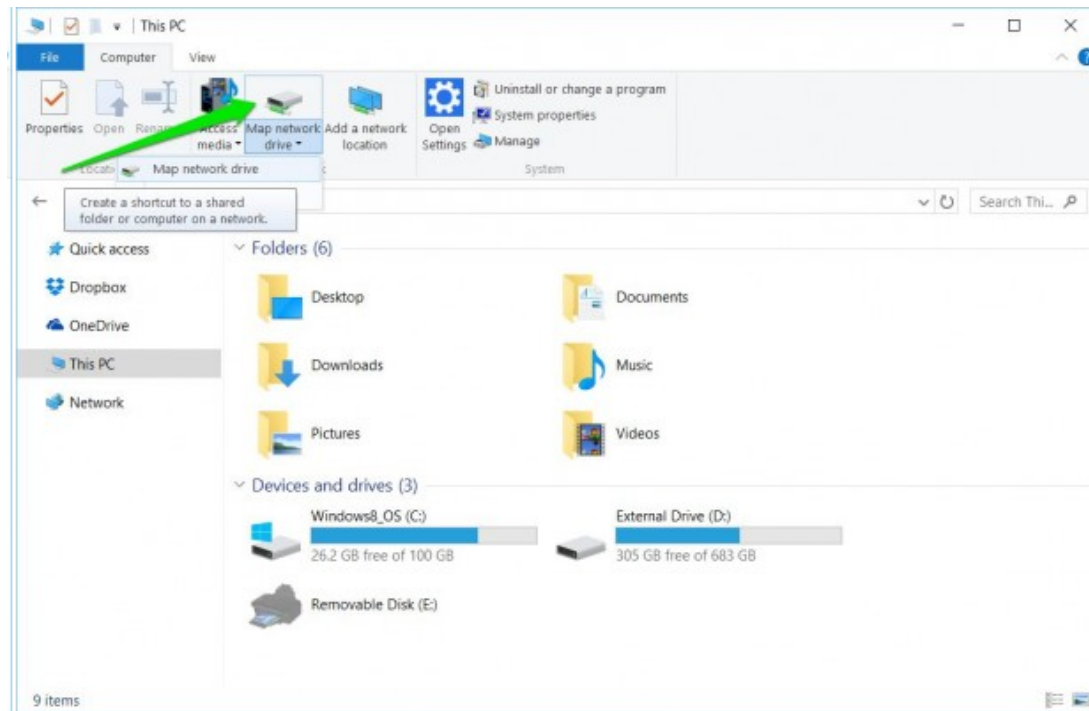 This PC
File Computer View
Properties Open Access Map network Add a network Open Uninstall or change a program
media drive location Settings System properties
Manage
Map network drive System
Create a shortcut to a shared
folder or computer on a network.
Search Thi...
Quick access
Folders (6)
Dropbox
Desktop Documents
OneDrive
This PC
Downloads Music
Network
Pictures Videos
Devices and drives (3)
Windows8_OS (C:) External Drive (D:)
26.2 GB free of 100 GB 305 GB free of 683 GB
Removable Disk (E:)
9 items